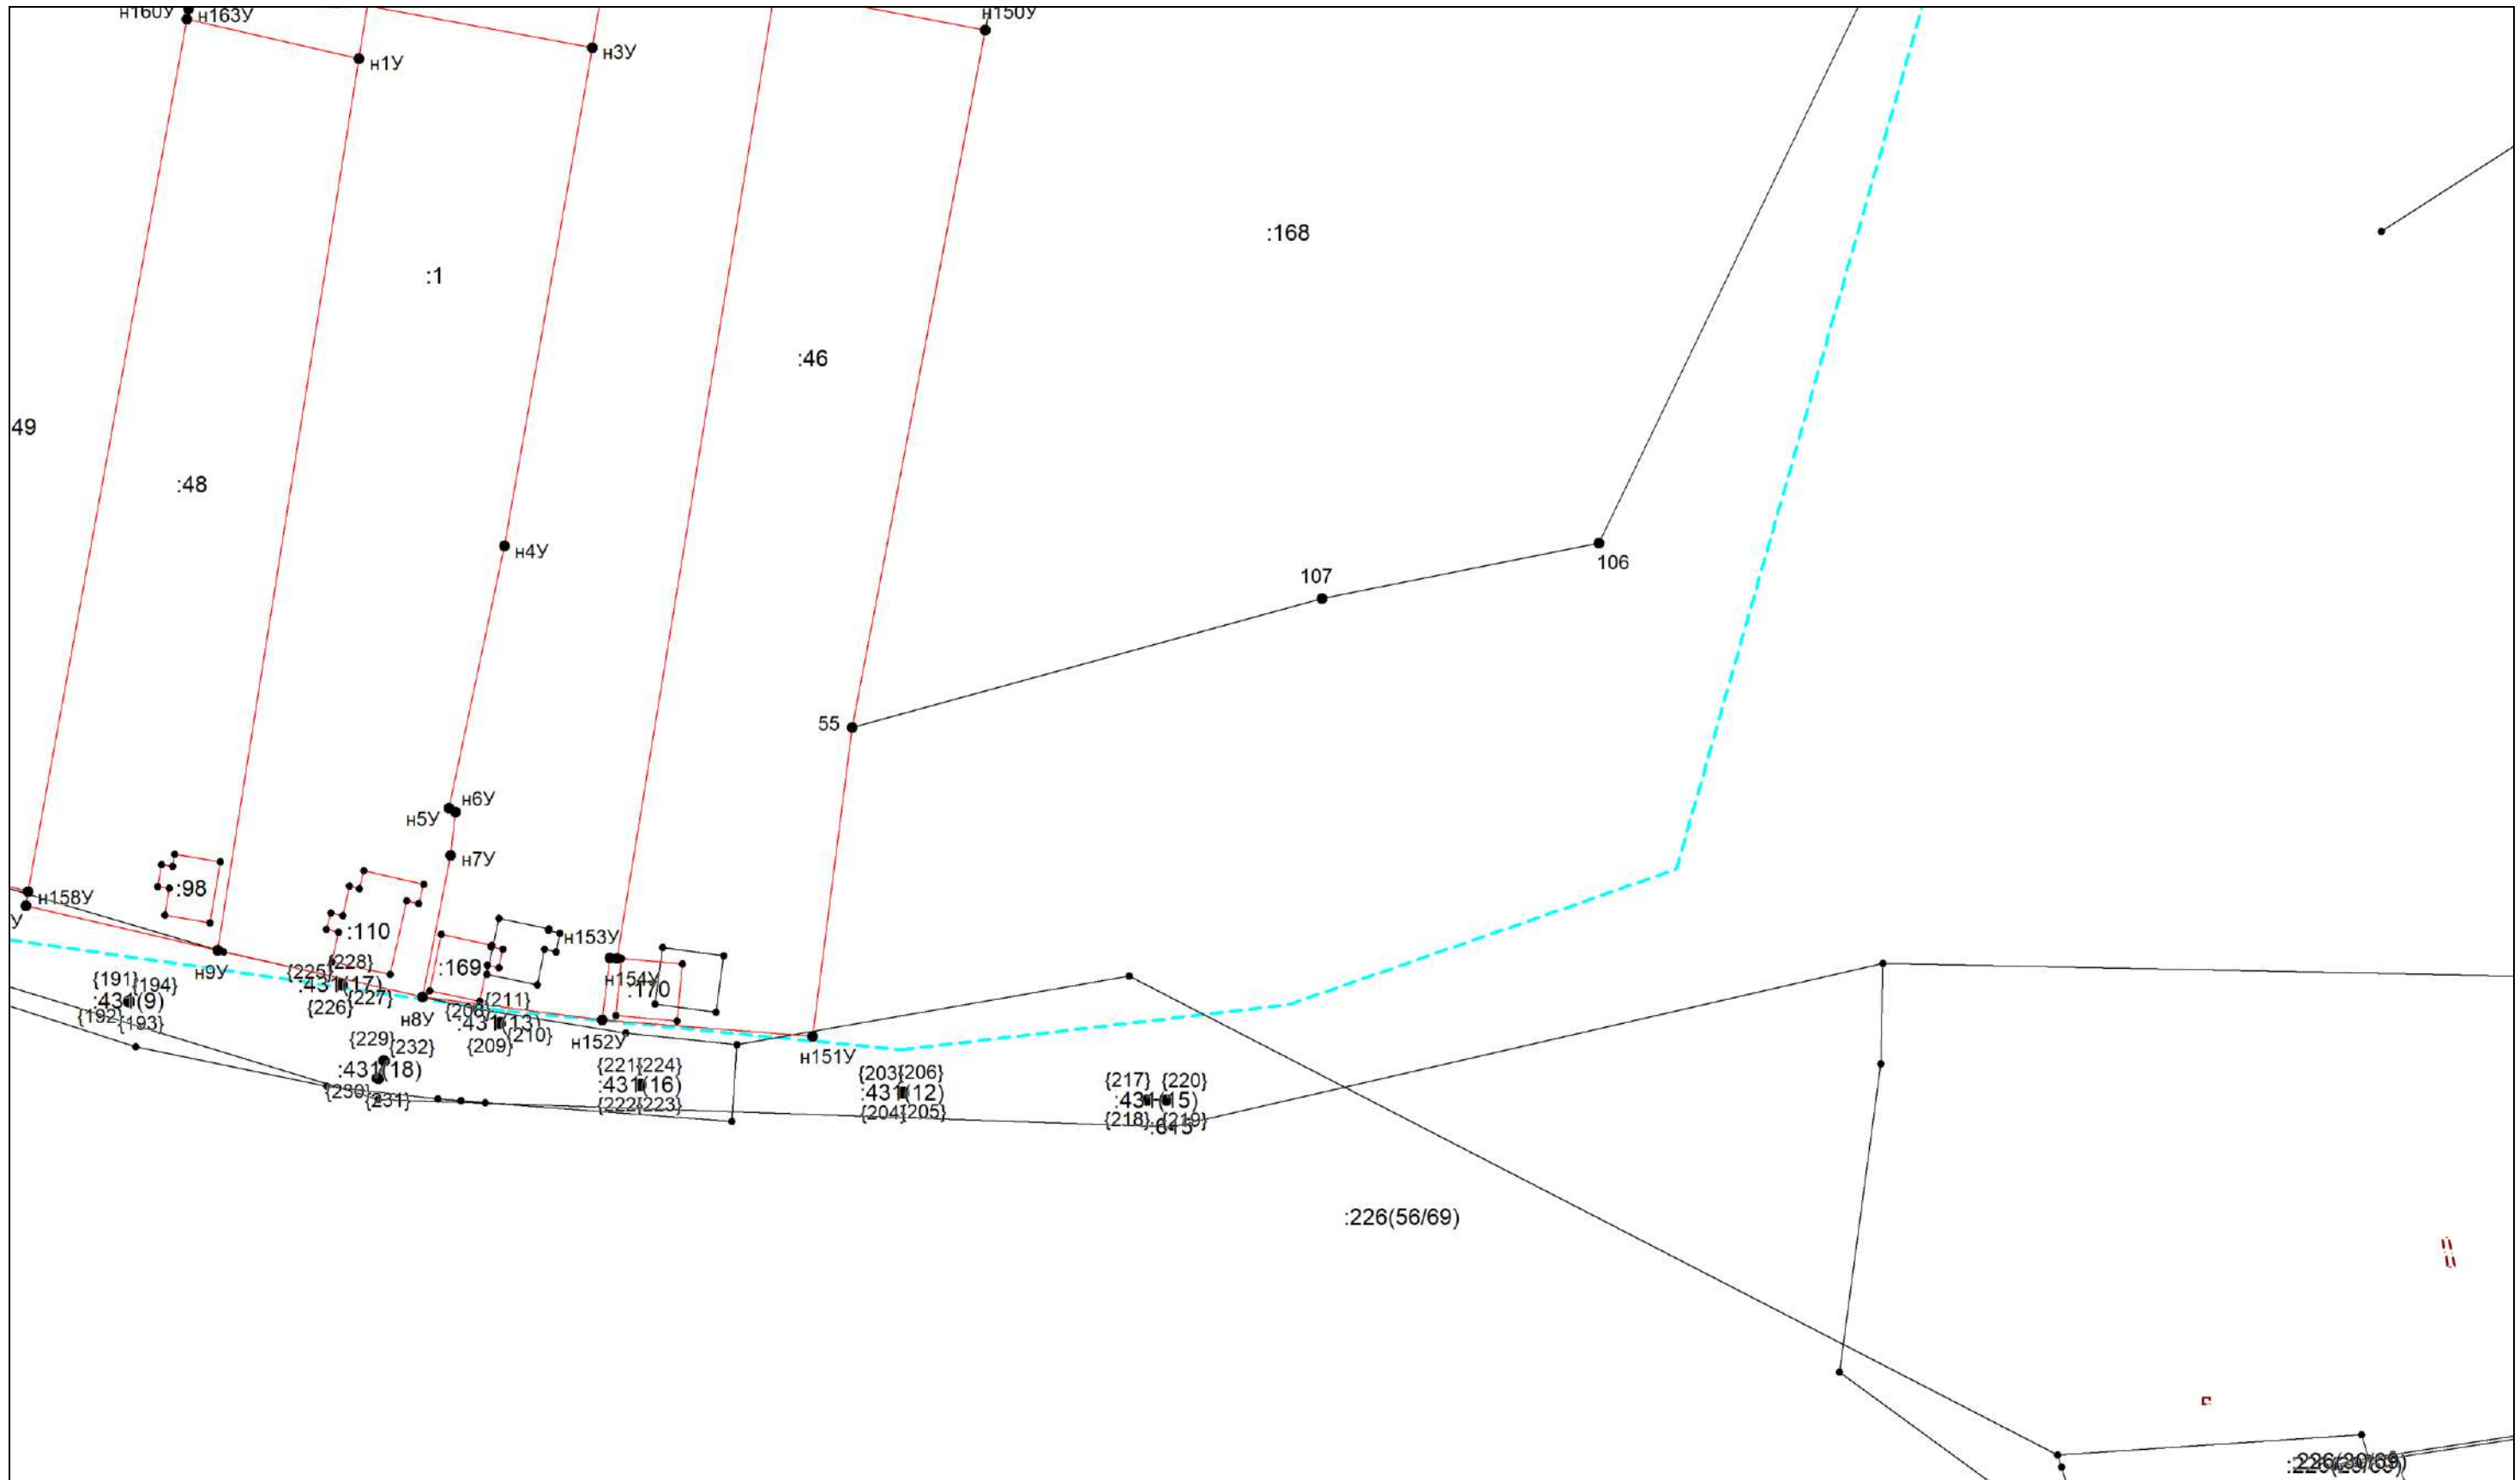 н160У
н163У
н150У
н1У
н3У
:168
:1
:46
49
:48
н4У
106
107
55
н6У
н5У
н7У
:98
н158У
У
:110
н153У
н9У
{228}
{225}
:169
н154У
:170
{191}
{194}
:431(17)
:431(9)
{227}
{226}
{211}
{192}
{193}
н8У
:431(13)
{210}
{209}
н152У
н151У
{229}
{232}
:431(18)
{221}
{224}
:431(16)
{222}
{223}
{230}
{231}
{203}
{206}
:431(12)
{204}
{205}
{217}
{220}
:431(15)
{218}
{219}
:226(56/69)